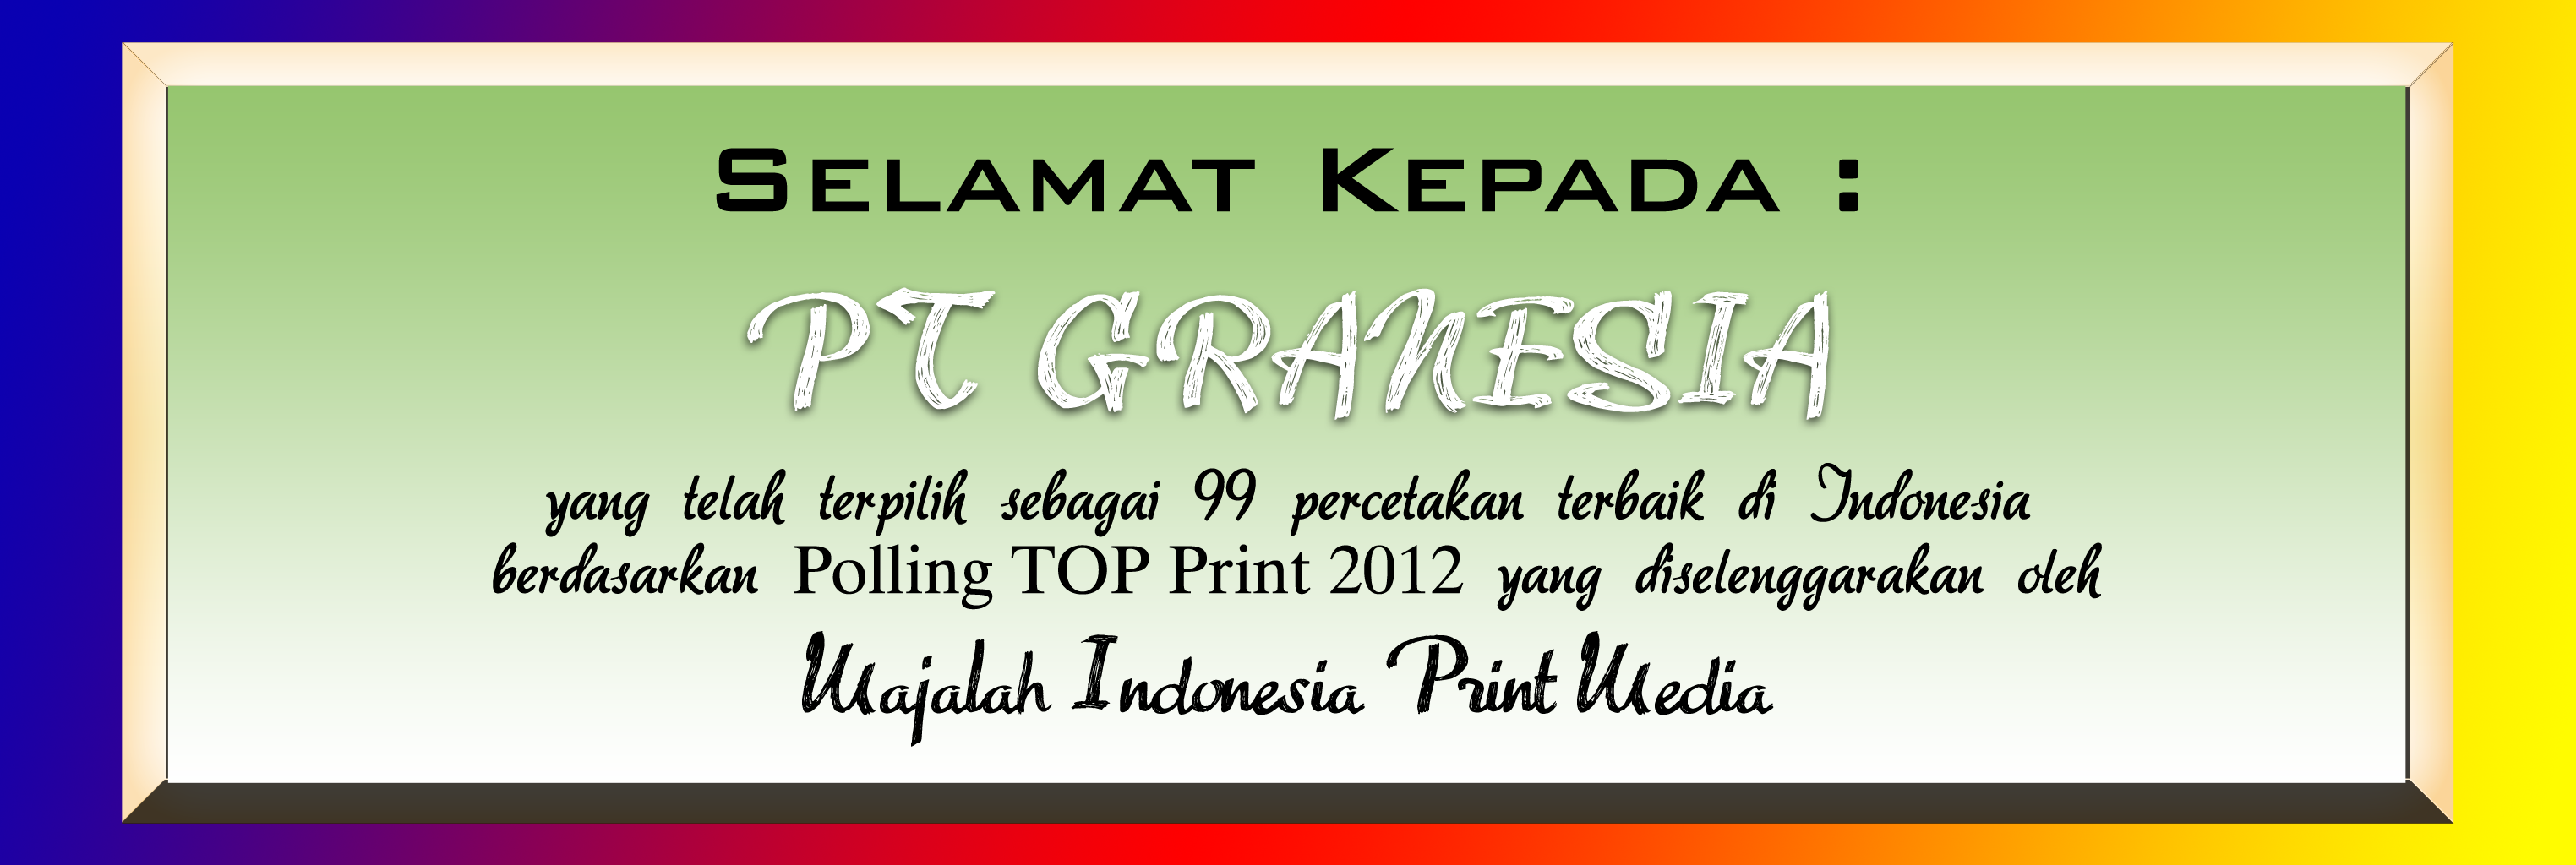 Selamat Kepada :
PT GRANESIA
yang telah terpilih sebagai 99 percetakan terbaik di Indonesia
berdasarkan Polling TOP Print 2012 yang diselenggarakan oleh
Majalah Indonesia Print Media